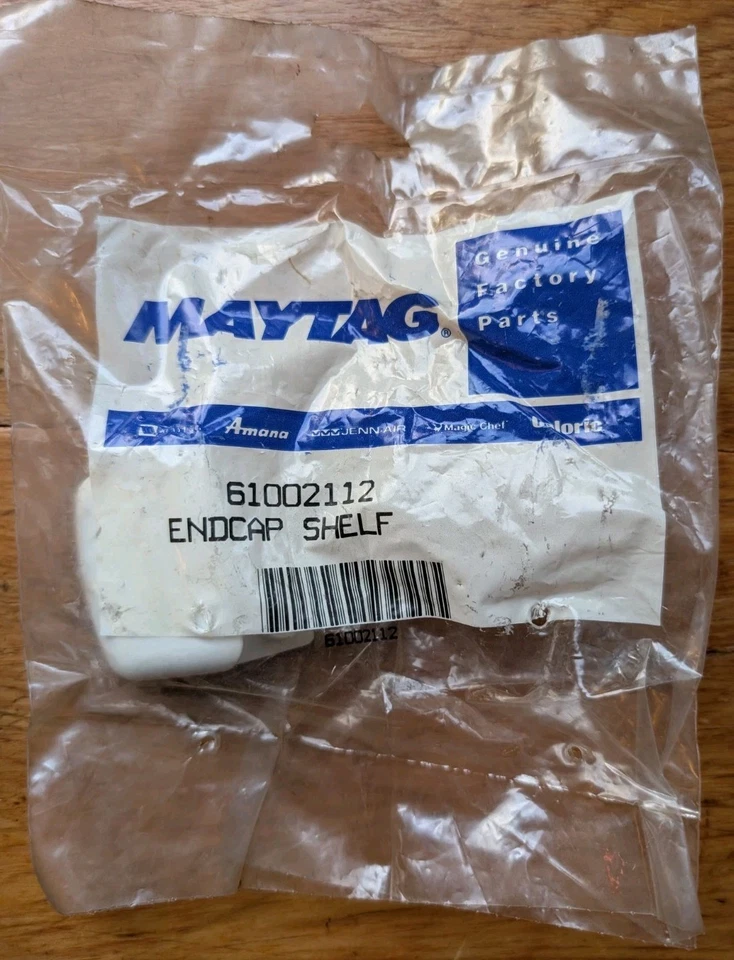 Genuine
Factory
Parts
MAYTAG®
Amana JENN-AIR Magic Chef
61002112
ENDCAP SHELF
61002112